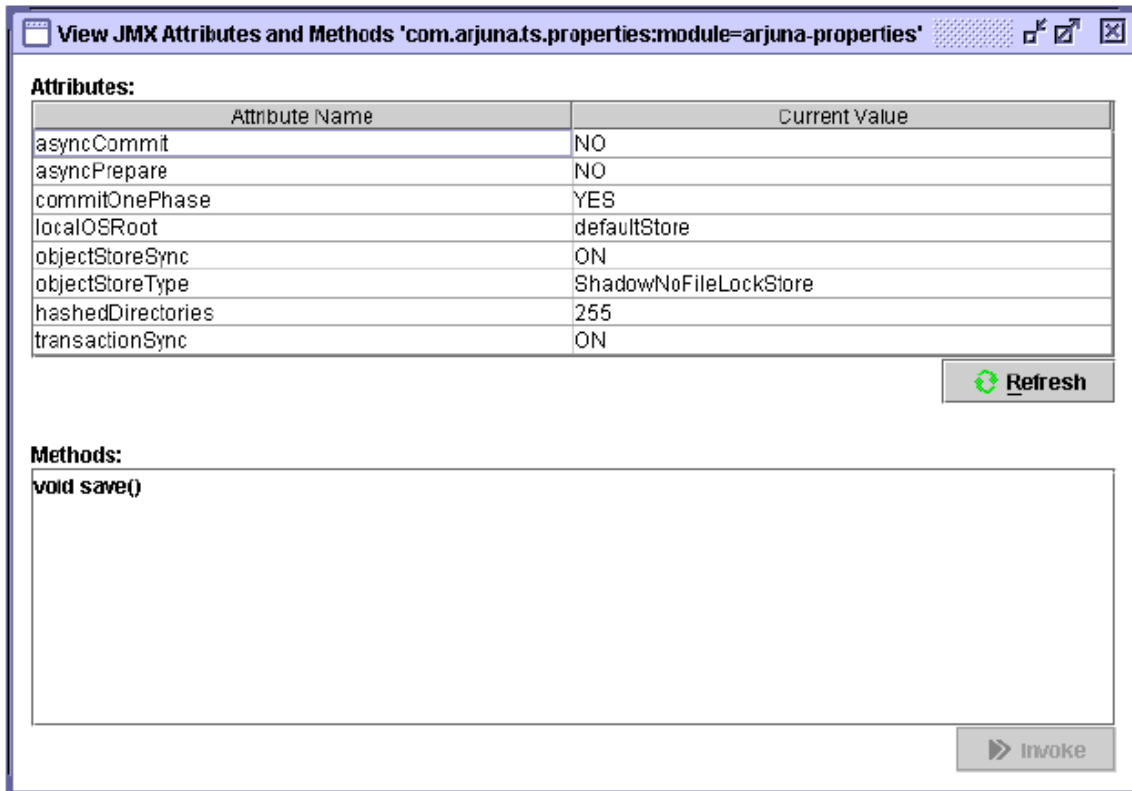 View JMX Attributes and Methods 'com.arjuna.ts.properties:module=arjuna-properties'
Attributes:
Attribute Name Current Value
asyncCommit NO
asyncPrepare NO
commitOnePhase YES
localOSRoot defaultStore
objectStoreSync ON
objectStoreType ShadowNoFileLockStore
hashedDirectories 255
transactionSync ON
Refresh
Methods:
void save()
Invoke